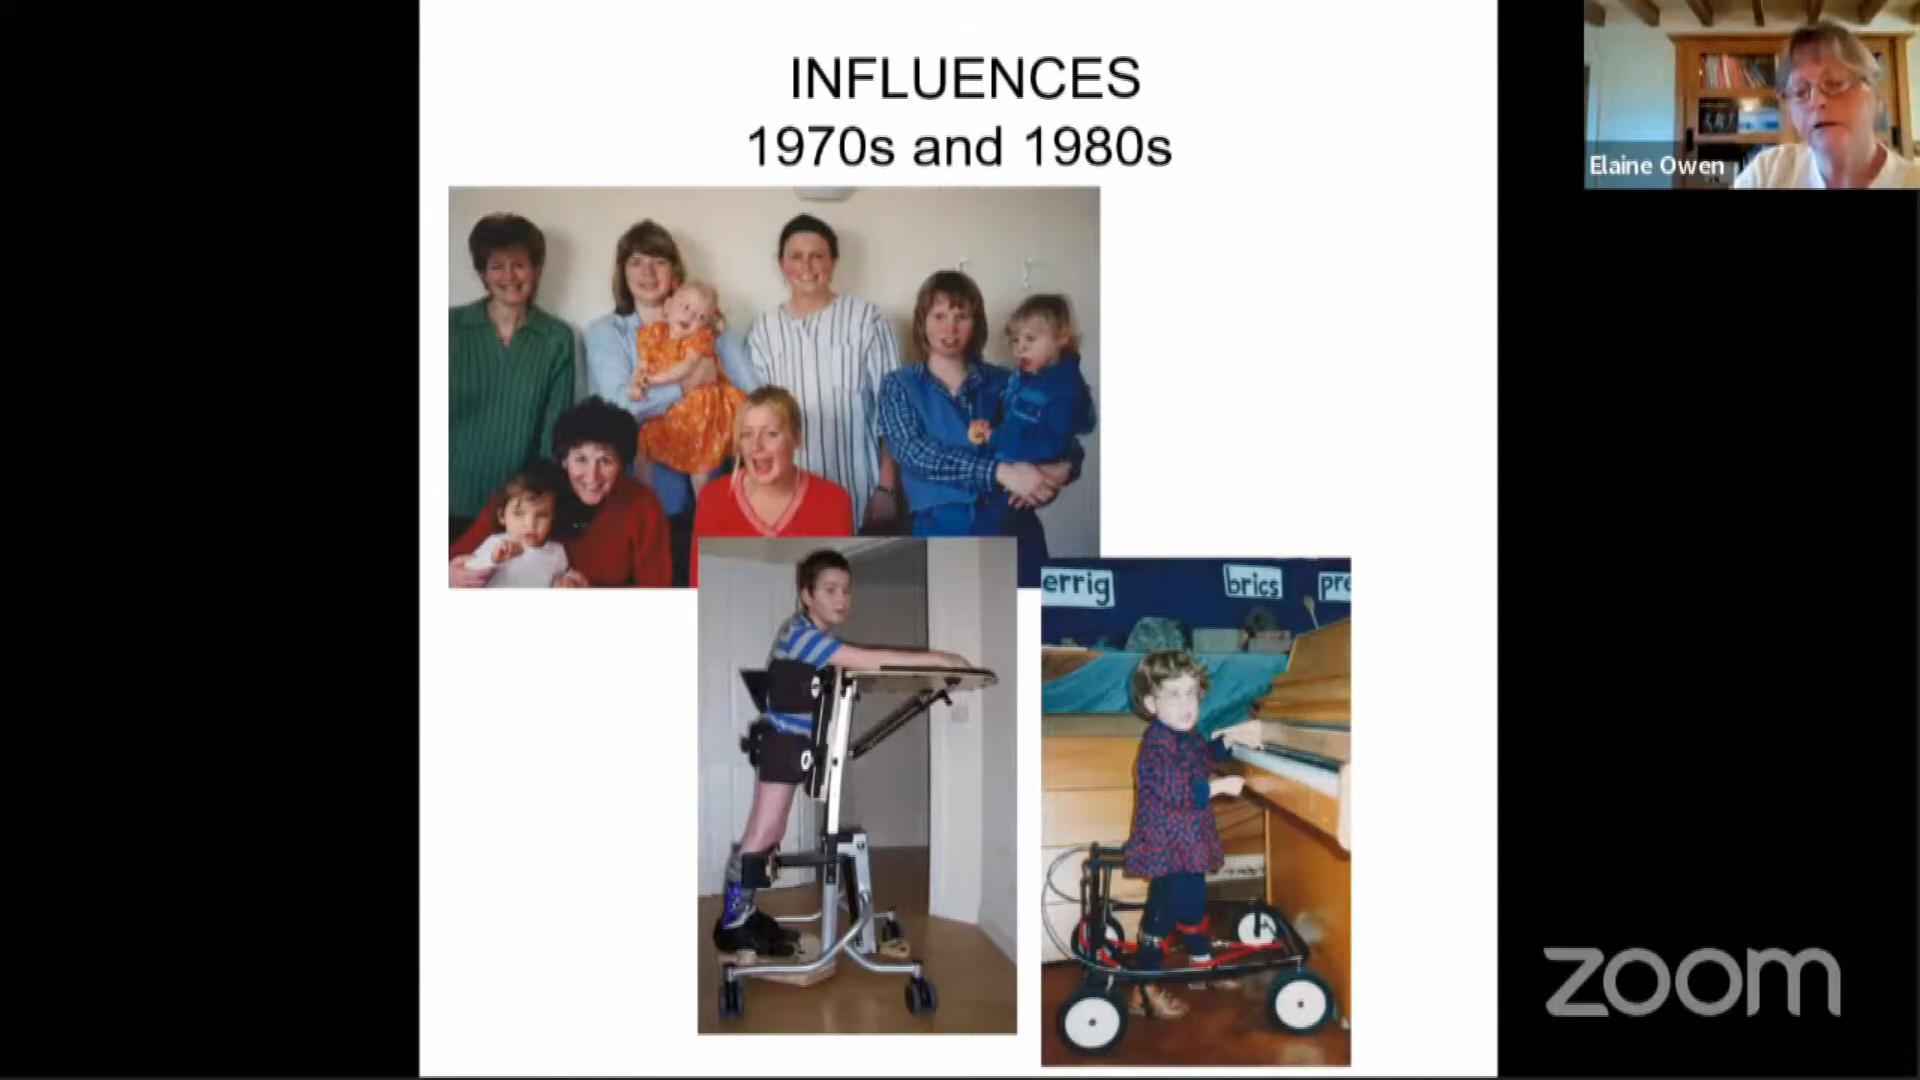 INFLUENCES
1970s and 1980s
Elaine Owen
errig
brics
pre
zoom